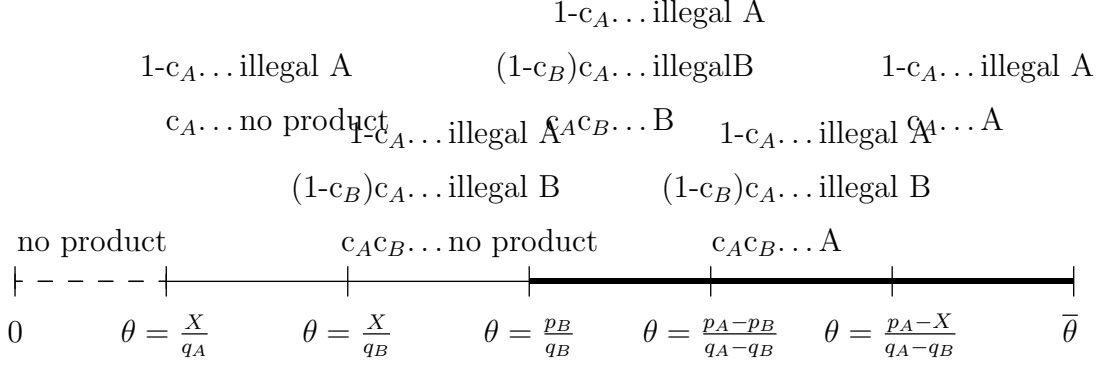 1-c_A…illegal A
1-c_A…illegal A
(1-c_B)c_A…illegalB
1-c_A…illegal A
c_A…no product
c_Ac_B…B
c_A…A
1-c_A…illegal A
1-c_A…illegal A
(1-c_B)c_A…illegal B
(1-c_B)c_A…illegal B
no product
c_Ac_B…no product
c_Ac_B…A
0
θ = X/q_A
θ = X/q_B
θ = p_B/q_B
θ = (p_A−p_B)/(q_A−q_B)
θ = (p_A−X)/(q_A−q_B)
θ̅